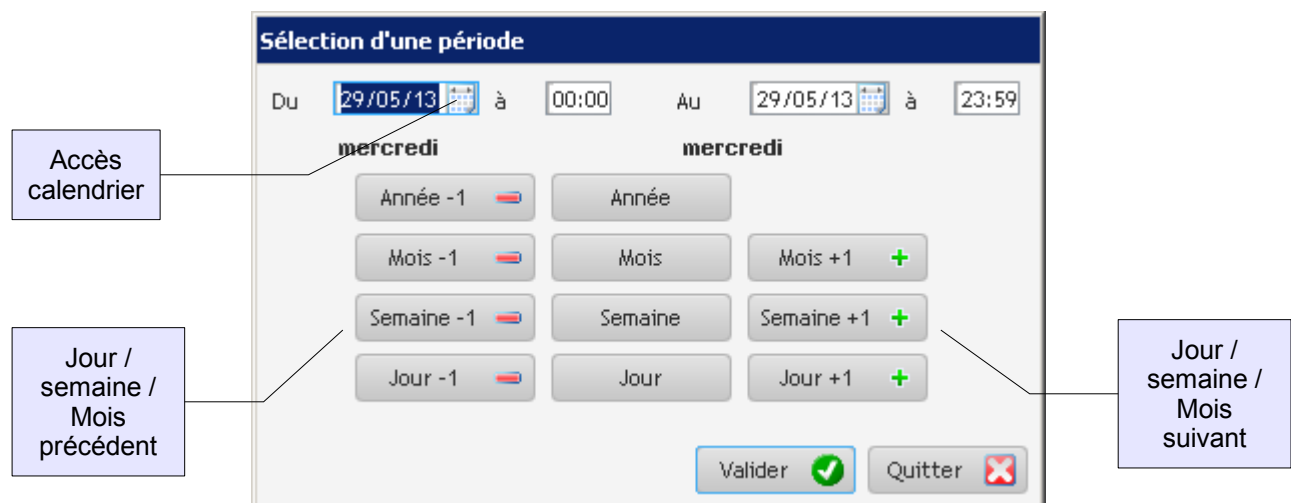 Sélection d'une période
Du 29/05/13 à 00:00 Au 29/05/13 à 23:59
mercredi mercredi
Accès
calendrier
Année -1 Année
Mois -1 Mois Mois +1
Semaine -1 Semaine Semaine +1
Jour -1 Jour Jour +1
Jour /
semaine /
Mois
précédent
Jour /
semaine /
Mois
suivant
Valider Quitter